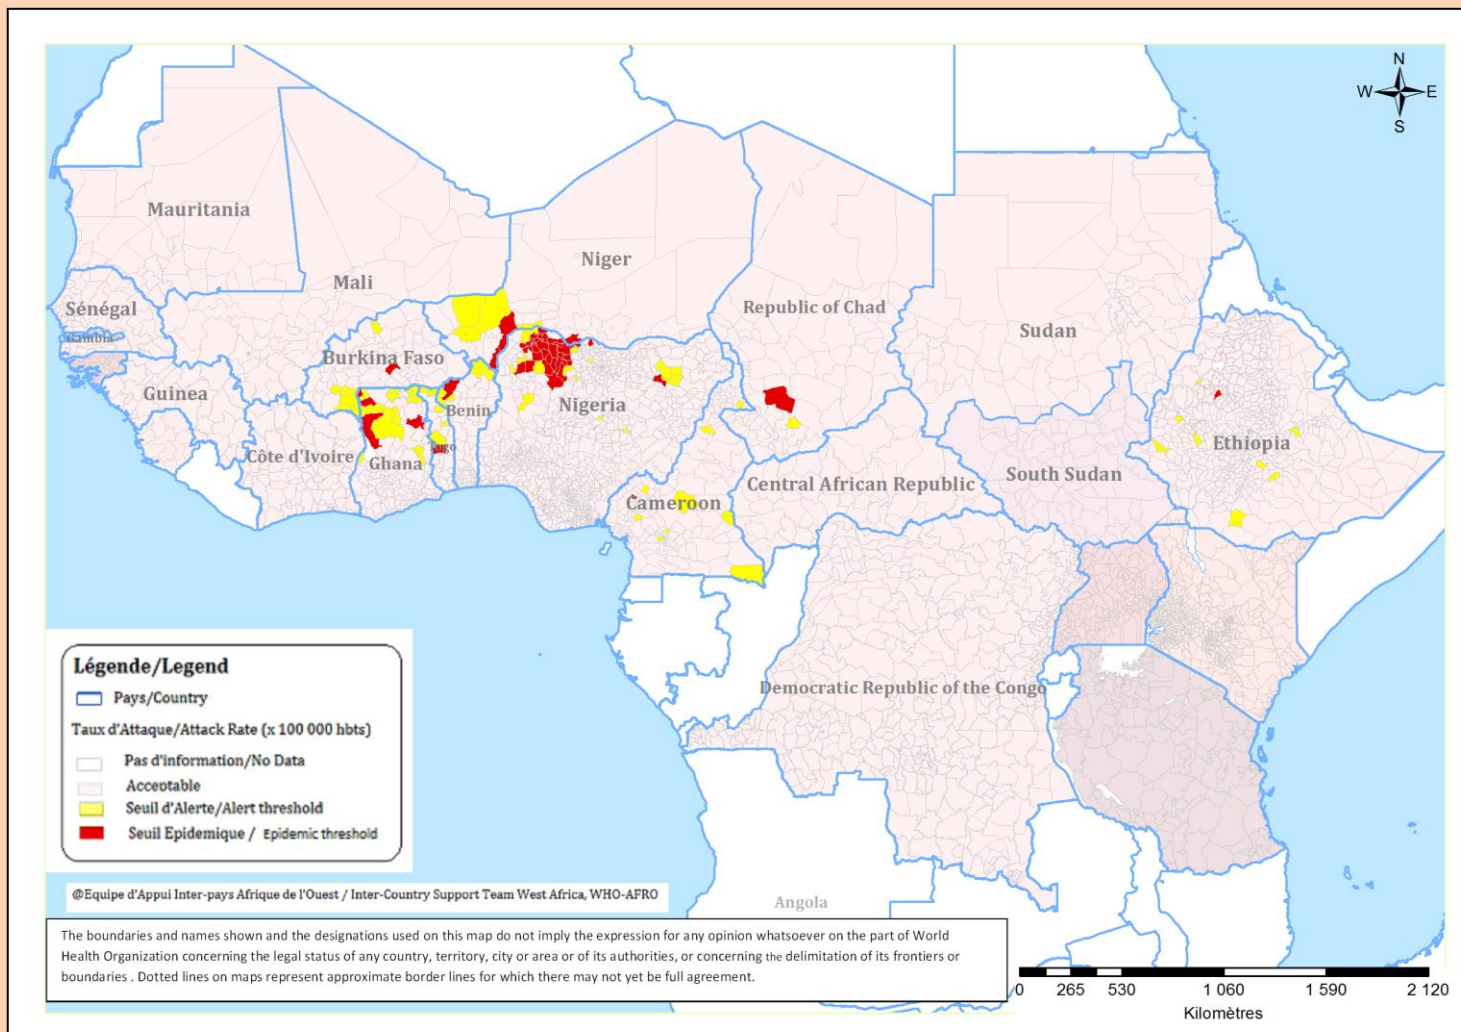 N
W E
S
Mauritania
Mali
Niger
Republic of Chad
Sudan
Sénégal
Gambia
Burkina Faso
Guinea
Benin
Nigeria
Ethiopia
Côte d'Ivoire
Ghana
Togo
Cameroon
Central African Republic
South Sudan
Democratic Republic of the Congo
Angola
Légende/Legend
Pays/Country
Taux d'Attaque/Attack Rate (x 100 000 hbts)
Pas d'information/No Data
Acceptable
Seuil d'Alerte/Alert threshold
Seuil Epidemique / Epidemic threshold
@Equipe d'Appui Inter-pays Afrique de l'Ouest / Inter-Country Support Team West Africa, WHO-AFRO
The boundaries and names shown and the designations used on this map do not imply the expression for any opinion whatsoever on the part of World
Health Organization concerning the legal status of any country, territory, city or area or of its authorities, or concerning the delimitation of its frontiers or
boundaries . Dotted lines on maps represent approximate border lines for which there may not yet be full agreement.
0 265 530 1 060 1 590 2 120
Kilomètres